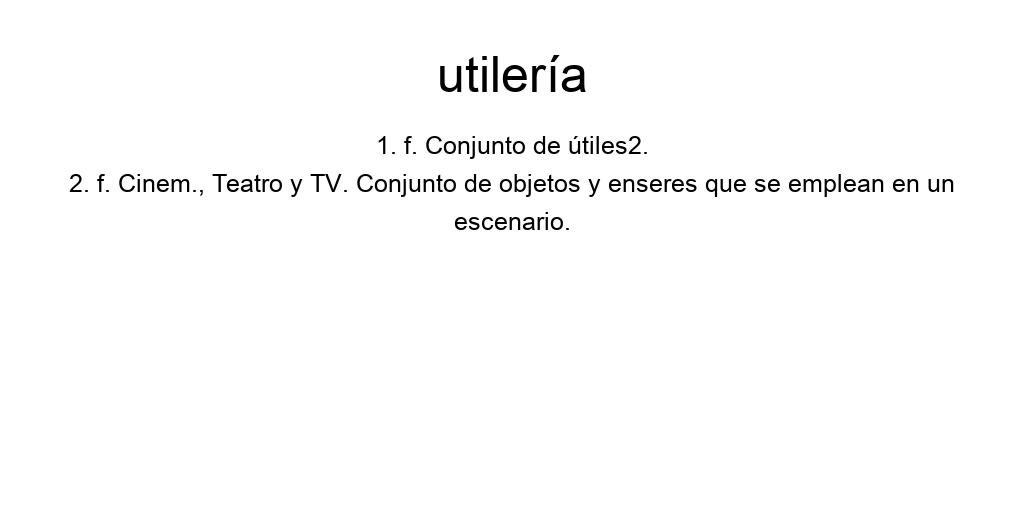 utilería
1. f. Conjunto de útiles2.
2. f. Cinem., Teatro y TV. Conjunto de objetos y enseres que se emplean en un
escenario.